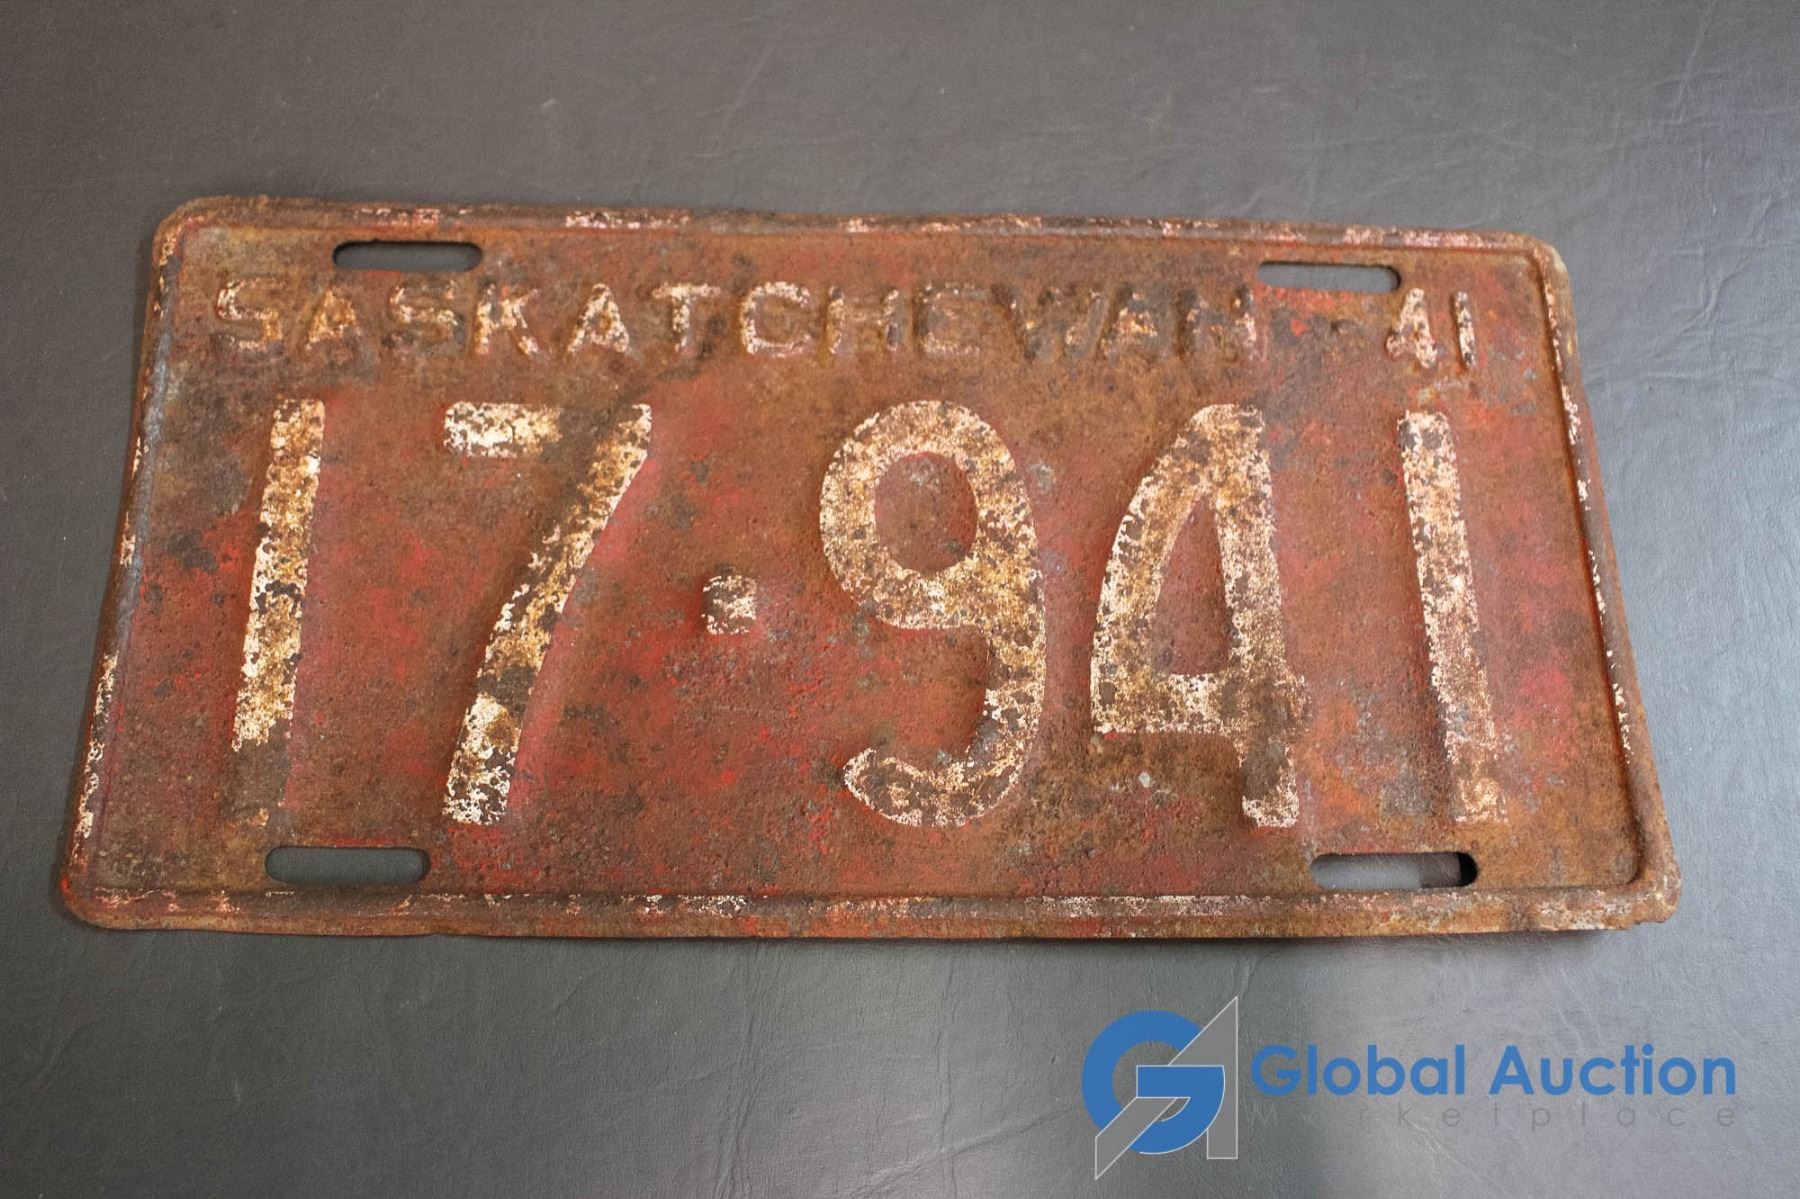 SASKATCHEWAN - 41
17·941
Global Auction
Marketplace